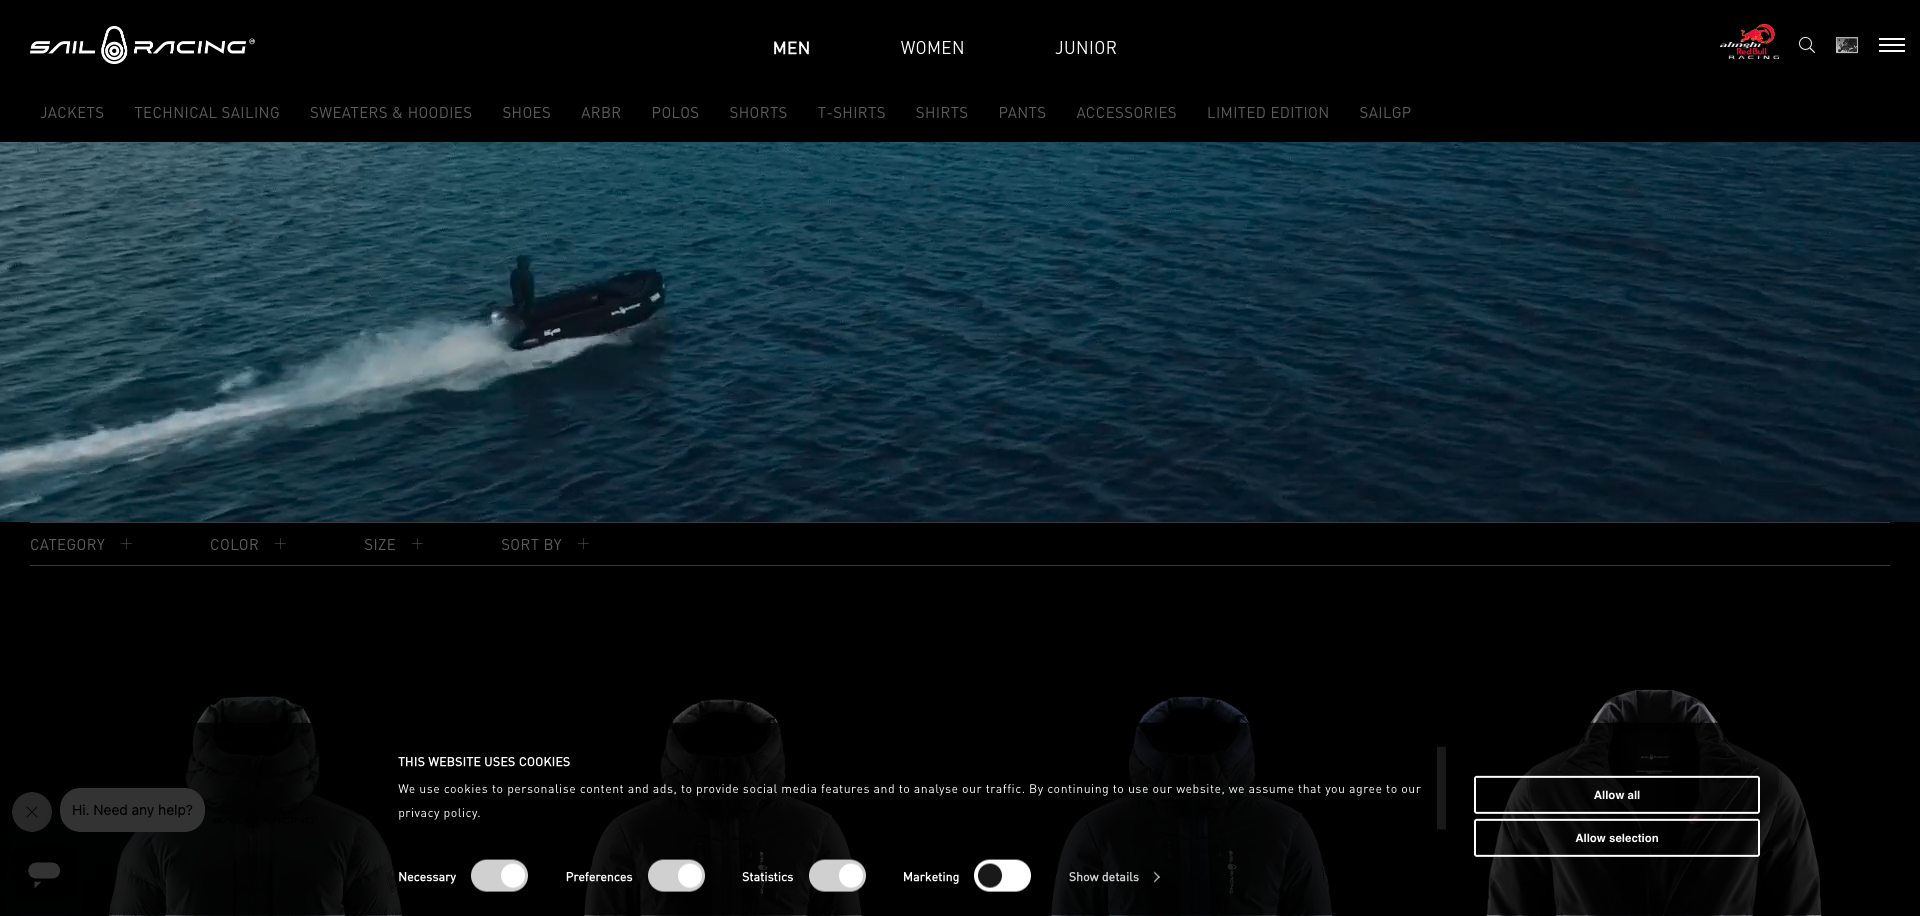 SAIL RACING
MEN
WOMEN
JUNIOR
alinghi
RedBull
RACING
JACKETS
TECHNICAL SAILING
SWEATERS & HOODIES
SHOES
ARBR
POLOS
SHORTS
T-SHIRTS
SHIRTS
PANTS
ACCESSORIES
LIMITED EDITION
SAILGP
CATEGORY
COLOR
SIZE
SORT BY
THIS WEBSITE USES COOKIES
We use cookies to personalise content and ads, to provide social media features and to analyse our traffic. By continuing to use our website, we assume that you agree to our
privacy policy.
Allow all
Allow selection
Hi. Need any help?
Necessary
Preferences
Statistics
Marketing
Show details